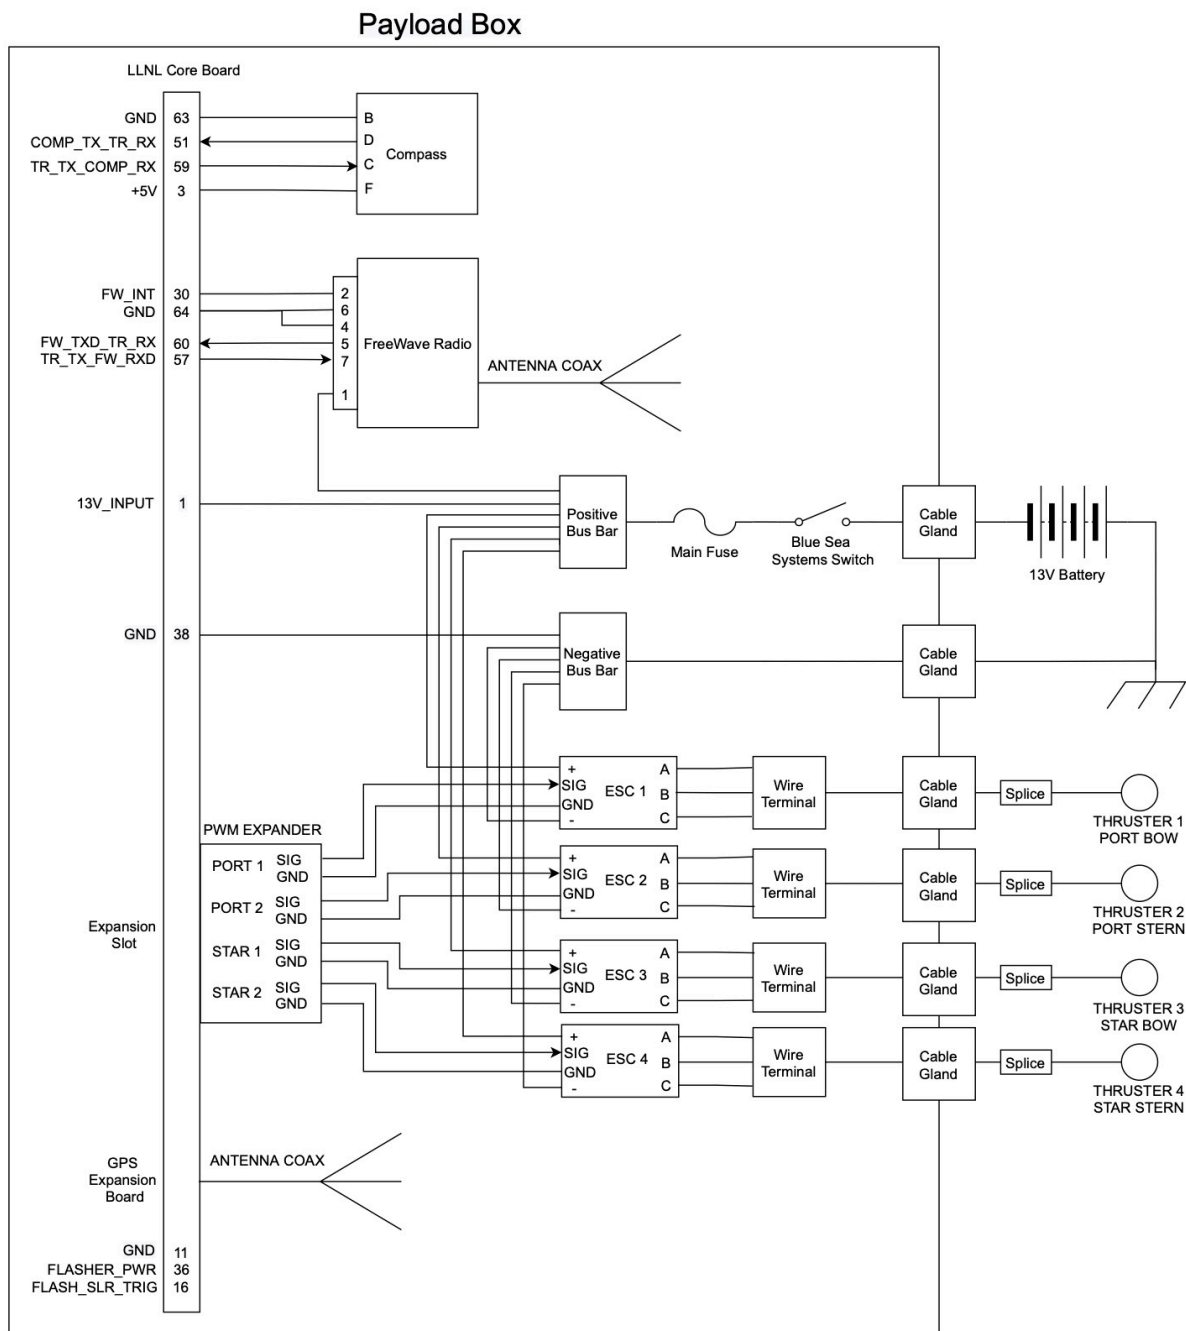 Payload Box
LLNL Core Board
GND 63
COMP_TX_TR_RX 51
TR_TX_COMP_RX 59
+5V 3
B
D
C
F
Compass
FW_INT 30
GND 64
FW_TXD_TR_RX 60
TR_TX_FW_RXD 57
2
6
4
5
7
1
FreeWave Radio
ANTENNA COAX
13V_INPUT 1
Positive
Bus Bar
Main Fuse
Blue Sea
Systems Switch
Cable
Gland
13V Battery
GND 38
Negative
Bus Bar
Cable
Gland
+
SIG
GND
-
ESC 1
A
B
C
Wire
Terminal
Cable
Gland
Splice
THRUSTER 1
PORT BOW
+
SIG
GND
-
ESC 2
A
B
C
Wire
Terminal
Cable
Gland
Splice
THRUSTER 2
PORT STERN
+
SIG
GND
-
ESC 3
A
B
C
Wire
Terminal
Cable
Gland
Splice
THRUSTER 3
STAR BOW
+
SIG
GND
-
ESC 4
A
B
C
Wire
Terminal
Cable
Gland
Splice
THRUSTER 4
STAR STERN
PWM EXPANDER
PORT 1 SIG
GND
PORT 2 SIG
GND
STAR 1 SIG
GND
STAR 2 SIG
GND
Expansion
Slot
GPS
Expansion
Board
ANTENNA COAX
GND 11
FLASHER_PWR 36
FLASH_SLR_TRIG 16